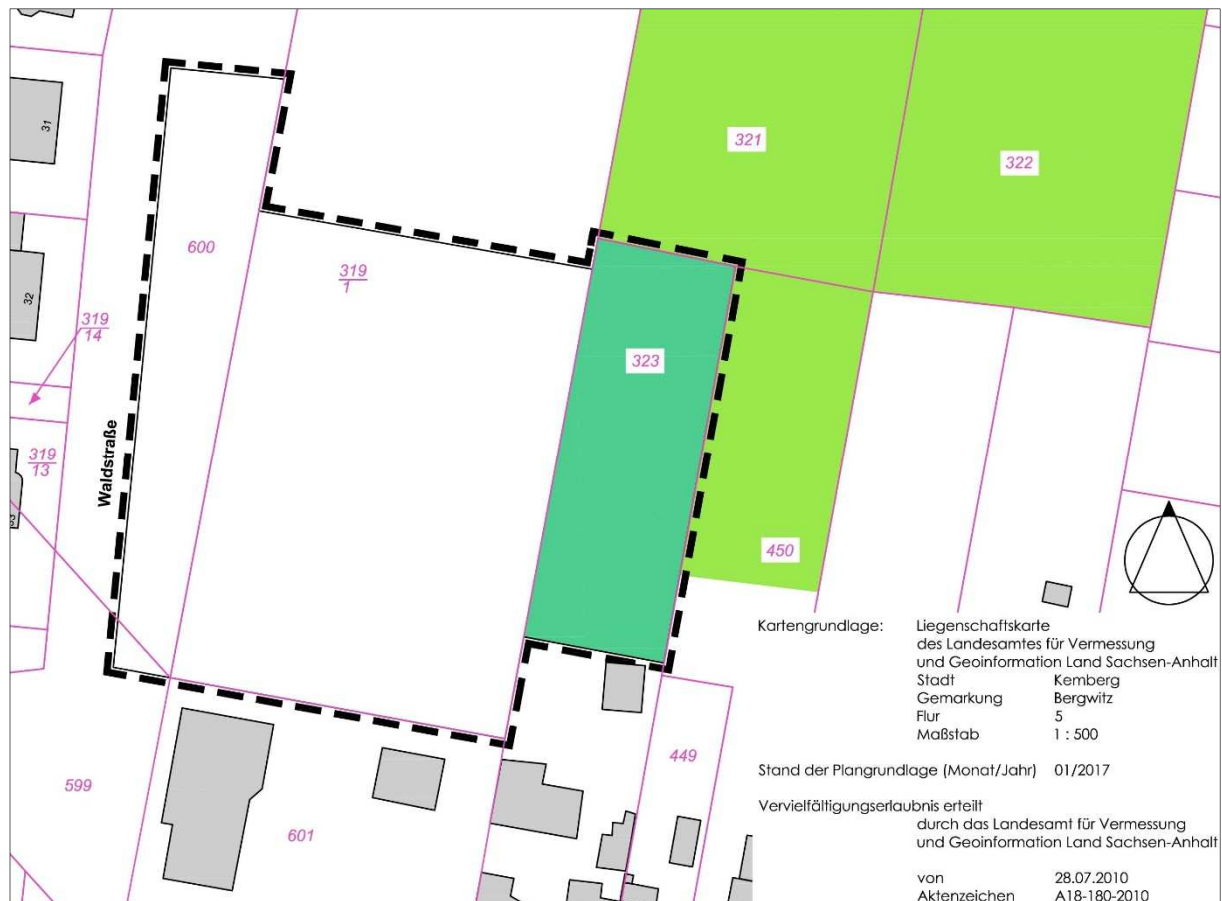 31
321
322
600
319
1
32
319
14
323
Waldstraße
319
13
450
33
Kartengrundlage: Liegenschaftskarte
des Landesamtes für Vermessung
und Geoinformation Land Sachsen-Anhalt
Stadt Kemberg
Gemarkung Bergwitz
Flur 5
Maßstab 1 : 500
449
599
Stand der Plangrundlage (Monat/Jahr) 01/2017
Vervielfältigungserlaubnis erteilt
durch das Landesamt für Vermessung
und Geoinformation Land Sachsen-Anhalt
601
von 28.07.2010
Aktenzeichen A18-180-2010